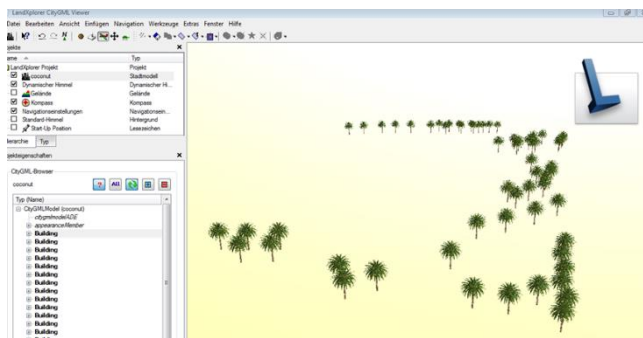 LandXplorer CityGML Viewer
Datei Bearbeiten Ansicht Einfügen Navigation Werkzeuge Extras Fenster Hilfe
Typ
LandXplorer Projekt Projekt
coconut Stadtmodell
Dynamischer Himmel Dynamischer Hi...
Gelände Gelände
Kompass Kompass
Navigationseinstellungen Navigationsein...
Standard-Himmel Hintergrund
Start-Up Position Lesezeichen
Typ
CityGML-Browser
coconut
All
Typ (Name)
CityGMLModel (coconut)
citygmlmodelADE
appearanceMember
Building
Building
Building
Building
Building
Building
Building
Building
Building
Building
Building
Building
Building